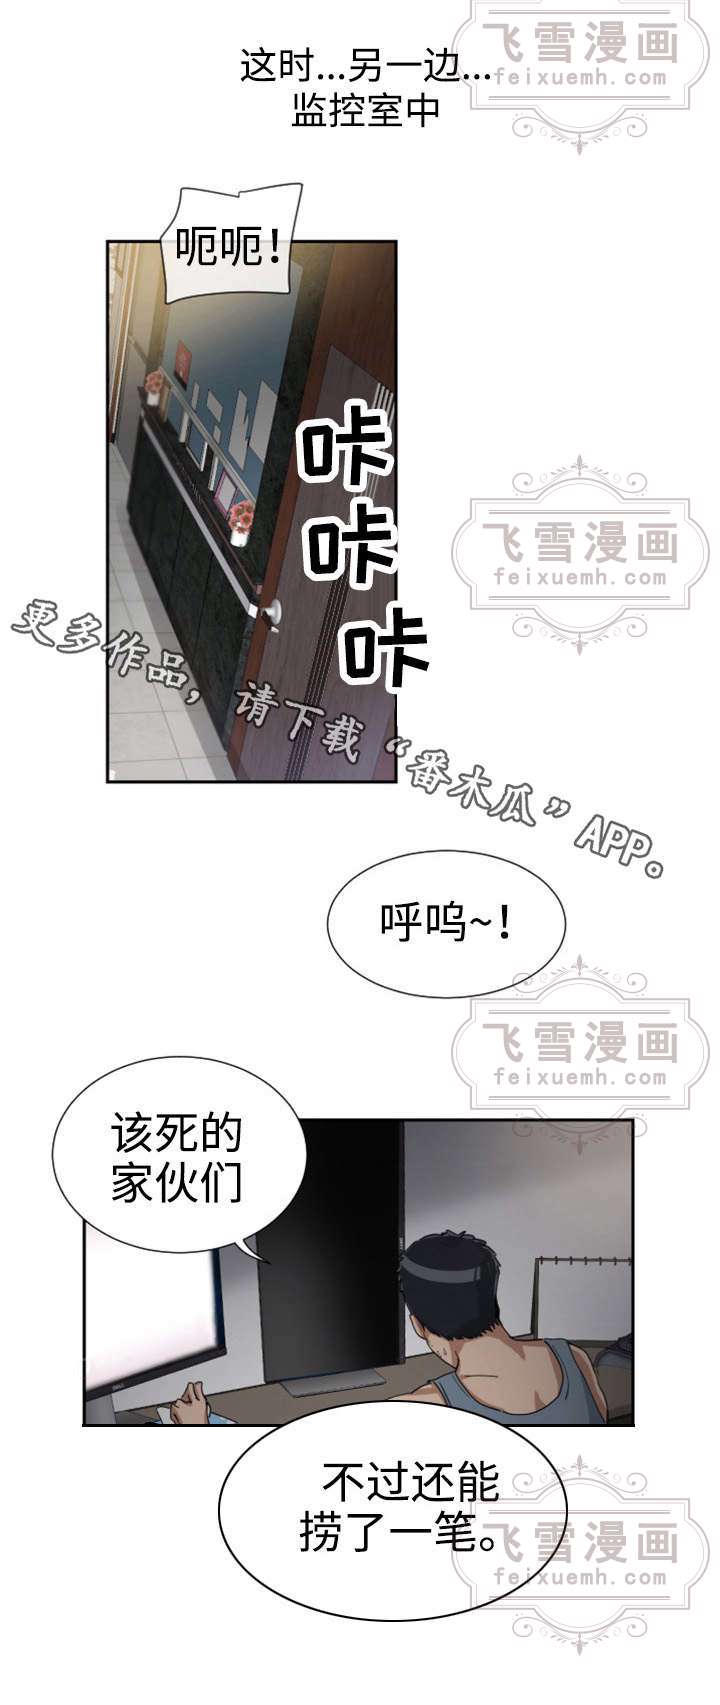 这时...另一边...
监控室中
飞雪漫画
feixuemh.com
呃呃!
咔
咔
咔
飞雪漫画
feixuemh.com
更多作品，请下载“番木瓜”APP。
呼呜~!
飞雪漫画
feixuemh.com
该死的
家伙们
DELL
不过还能
捞了一笔。
飞雪漫画
feixuemh.com